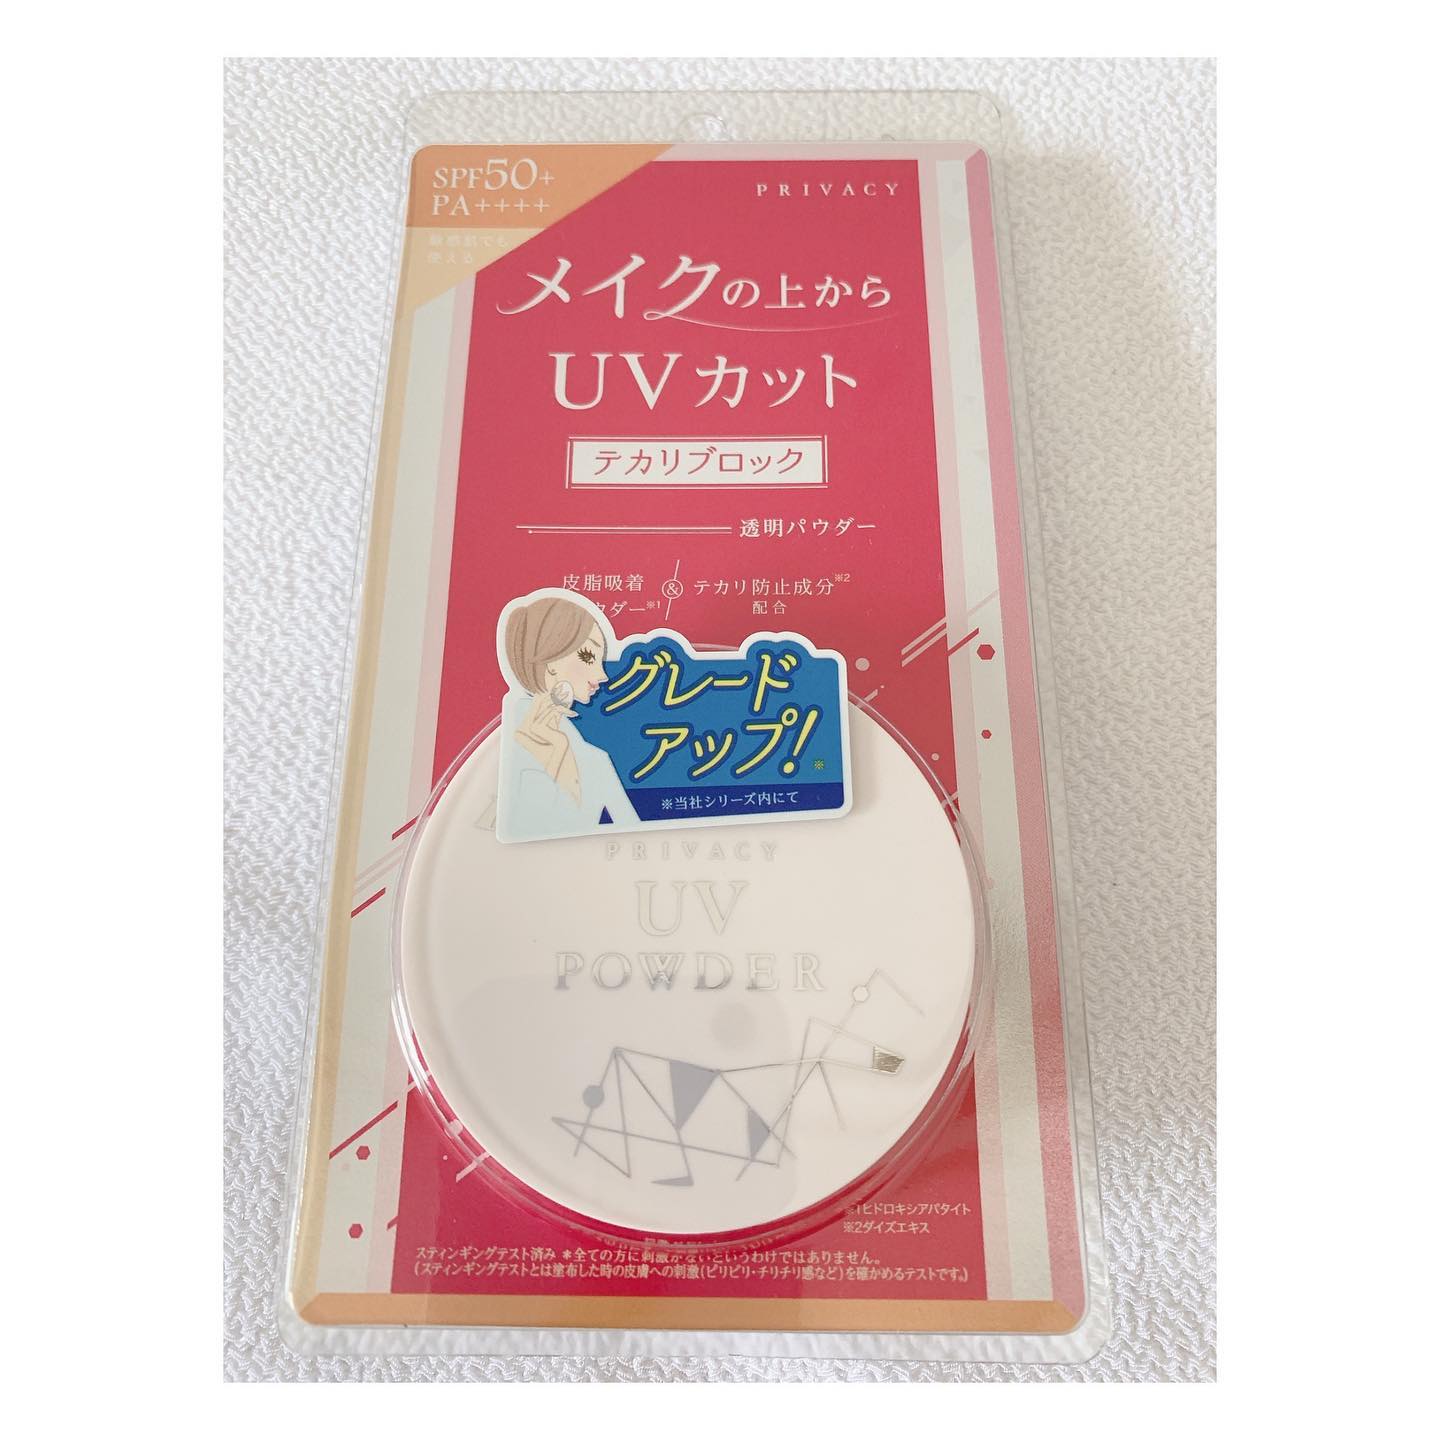 SPF50+
PA++++
敏感肌でも
使える
PRIVACY
メイクの上から
UVカット
テカリブロック
透明パウダー
皮脂吸着
ダー※1
&
テカリ防止成分※2
配合
グレード
アップ!※
※当社シリーズ内にて
PRIVACY
UV
POWDER
※1ヒドロキシアパタイト
※2ダイズエキス
スティンギングテスト済み *全ての方に刺激がないというわけではありません。
(スティンギングテストとは塗布した時の皮膚への刺激(ピリピリ・チリチリ感など)を確かめるテストです。)